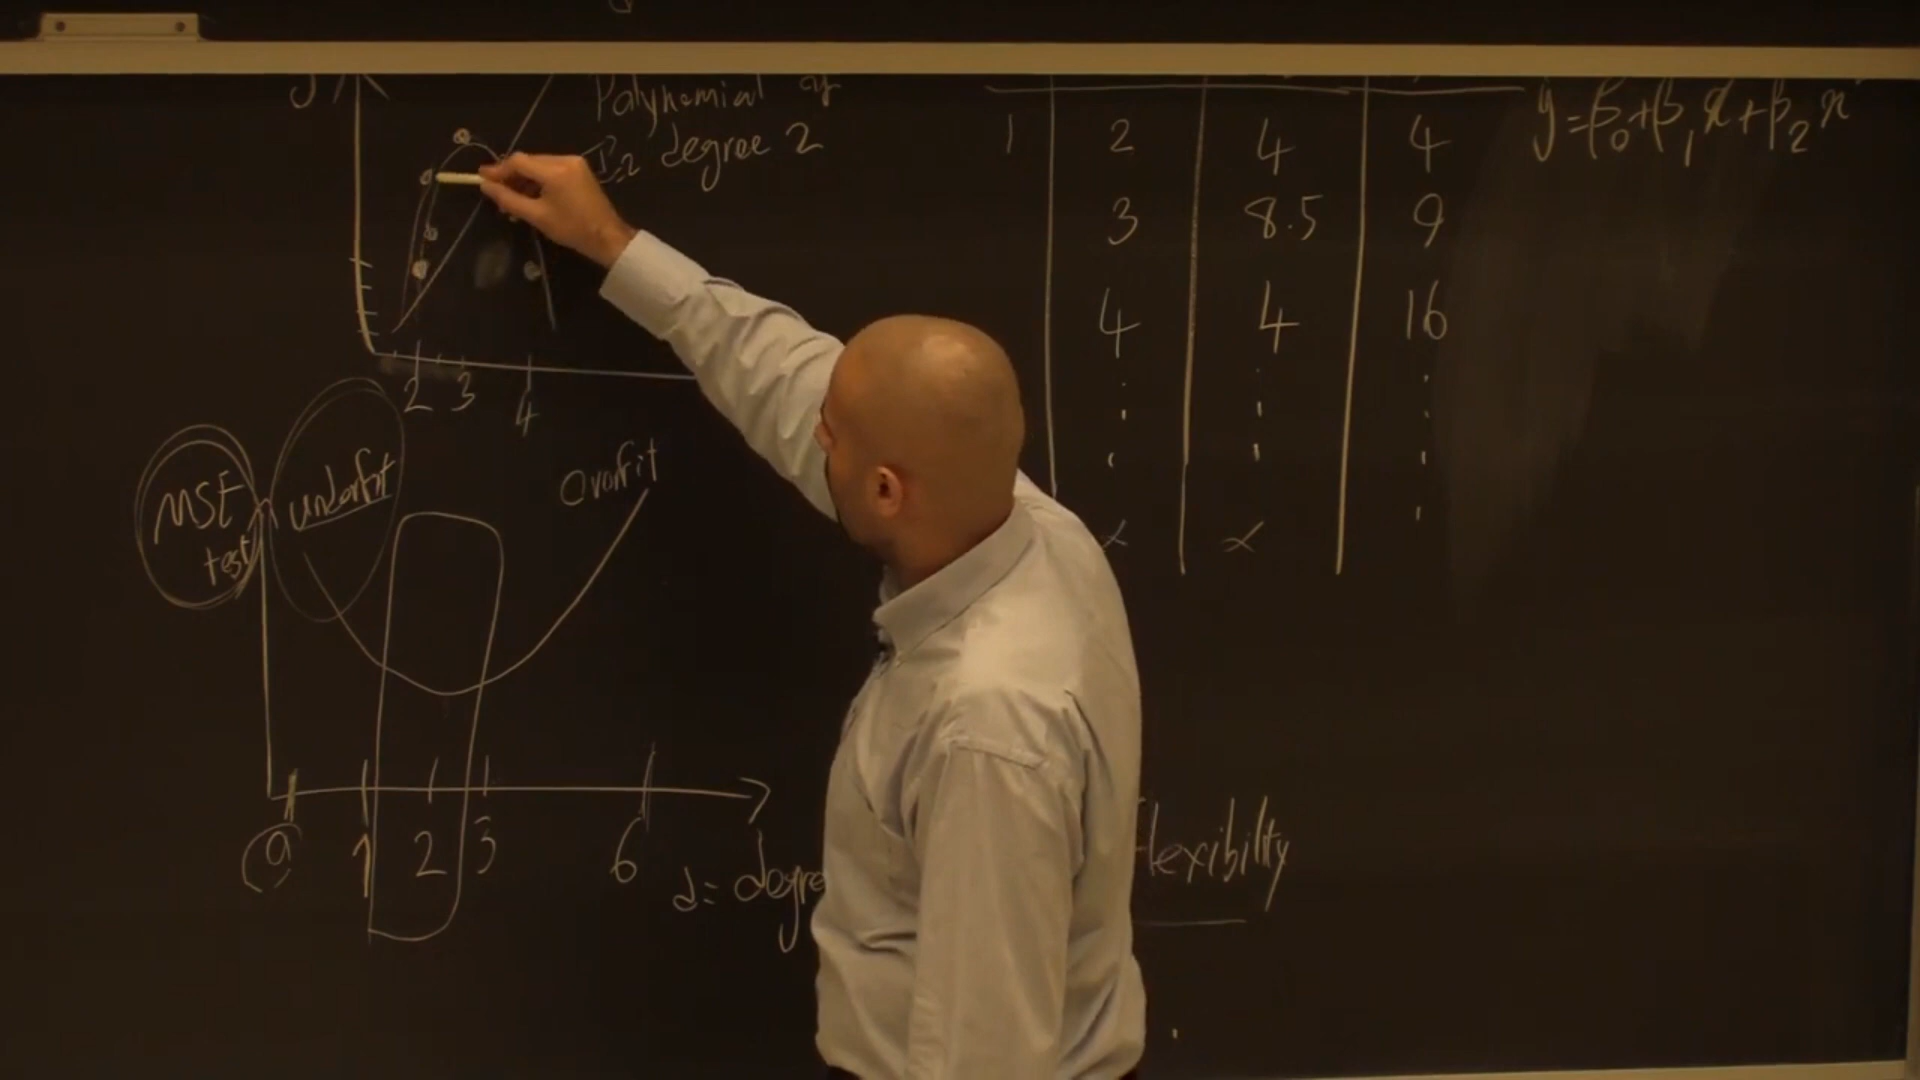 y
Polynomial of
degree 2
2 3 4
MSE
test
underfit
Overfit
0 1 2 3 6
d= degre
1 2 4 4
3 8.5 9
4 4 16
x x
y=β0+β1x+β2x
flexibility